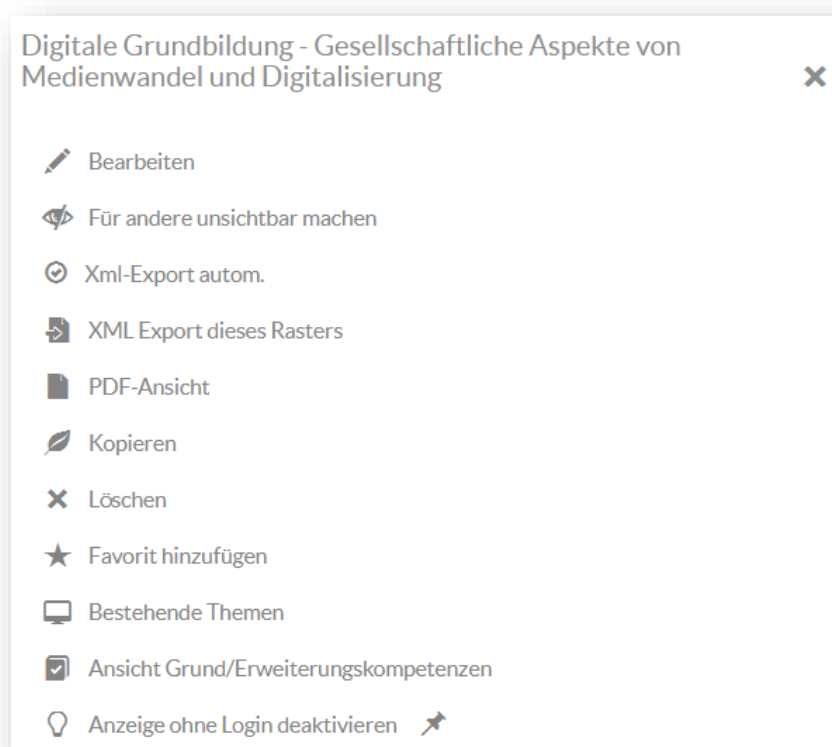 Digitale Grundbildung - Gesellschaftliche Aspekte von
Medienwandel und Digitalisierung
Bearbeiten
Für andere unsichtbar machen
Xml-Export autom.
XML Export dieses Rasters
PDF-Ansicht
Kopieren
Löschen
Favorit hinzufügen
Bestehende Themen
Ansicht Grund/Erweiterungskompetenzen
Anzeige ohne Login deaktivieren